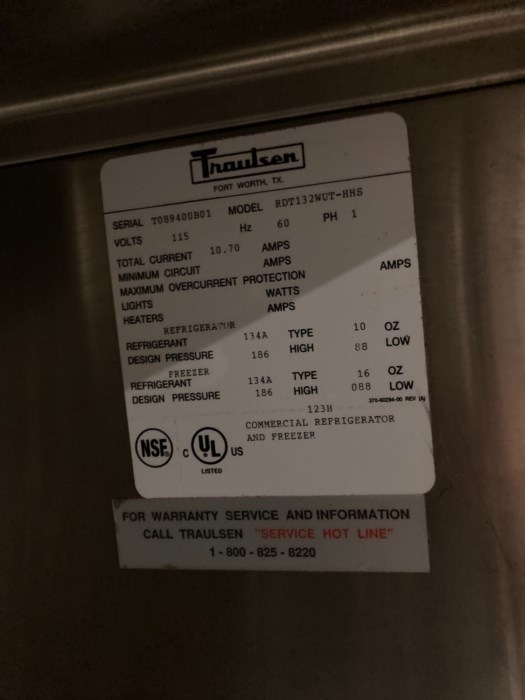 Traulsen
FORT WORTH, TX.
SERIAL T089400B01 MODEL RDT132WUT-HHS
VOLTS 115 Hz 60 PH 1
TOTAL CURRENT 10.70 AMPS
MINIMUM CIRCUIT AMPS
MAXIMUM OVERCURRENT PROTECTION AMPS
LIGHTS WATTS
HEATERS AMPS
REFRIGERATOR
REFRIGERANT 134A TYPE 10 OZ
DESIGN PRESSURE 186 HIGH 88 LOW
FREEZER
REFRIGERANT 134A TYPE 16 OZ
DESIGN PRESSURE 186 HIGH 088 LOW
370-60294-00 REV (A)
123H
COMMERCIAL REFRIGERATOR
AND FREEZER
NSF®
C UL US
LISTED
FOR WARRANTY SERVICE AND INFORMATION
CALL TRAULSEN "SERVICE HOT LINE"
1-800-825-8220